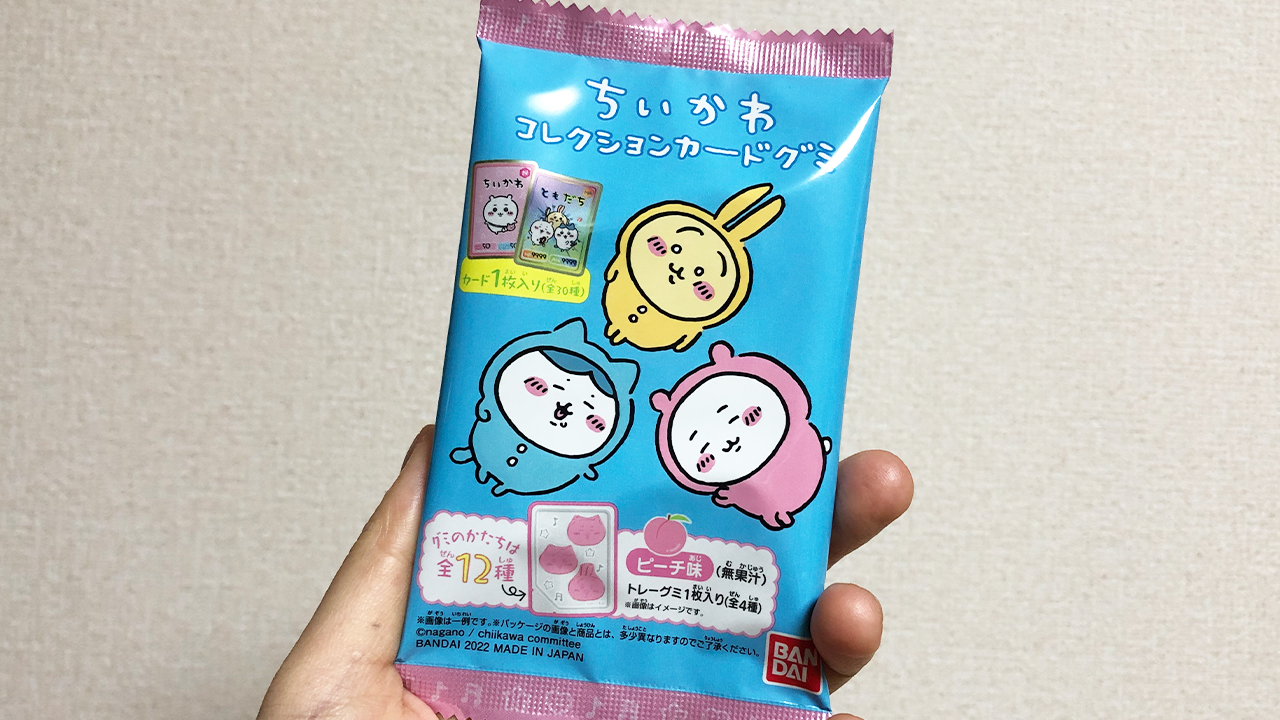 ちいかわ
コレクションカードグミ
ちいかわ
ともだち
9999 9999
カード1枚入り(全30種)
グミのかたちは
全12種
ピーチ味(無果汁)
トレーグミ1枚入り(全4種)
※画像はイメージです。
※画像は一例です。※パッケージの画像と商品とは、多少異なりますのでご了承ください。
©nagano / chiikawa committee
BANDAI 2022 MADE IN JAPAN
BAN
DAI